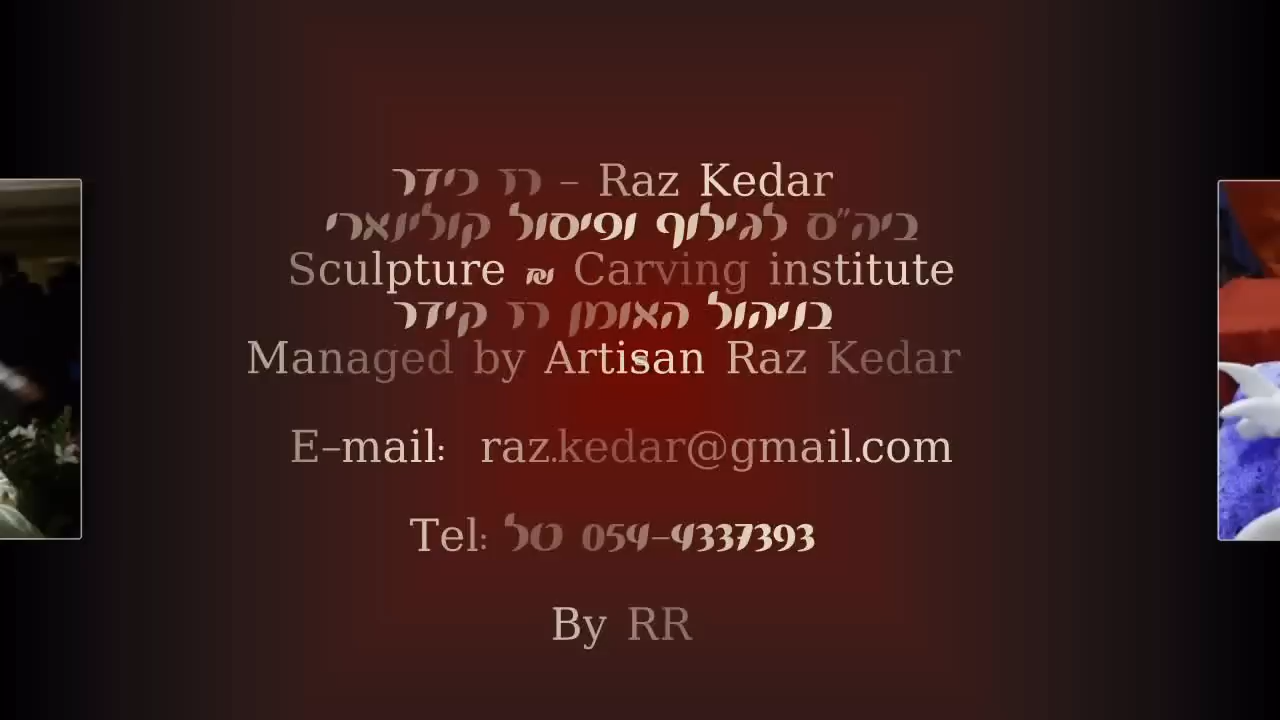 רז כידר - Raz Kedar
ביה"ס לגילוף ופיסול קולינארי
Sculpture ₪ Carving institute
בניהול האומן רז קידר
Managed by Artisan Raz Kedar
E-mail: raz.kedar@gmail.com
Tel: טל 054-4337393
By RR